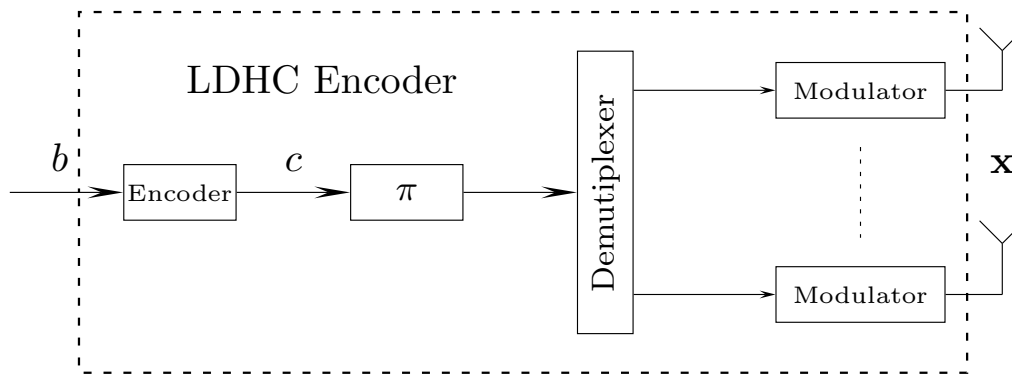 LDHC Encoder
b
Encoder
c
π
Demutiplexer
Modulator
Modulator
x